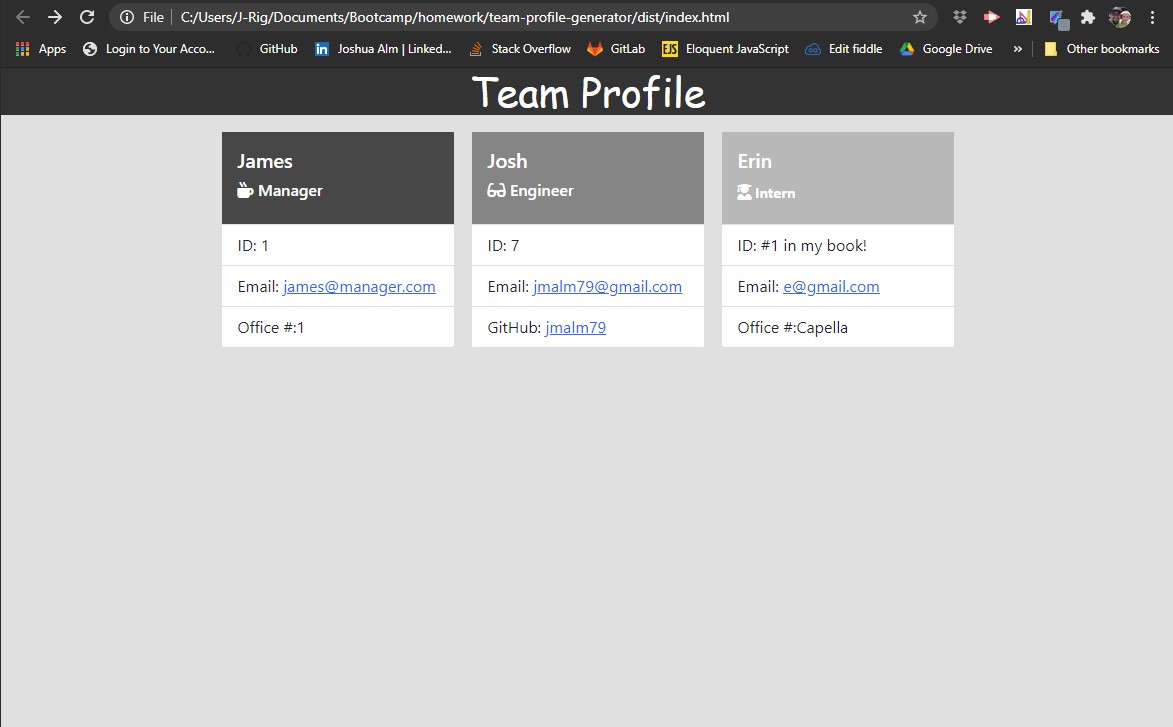 File C:/Users/J-Rig/Documents/Bootcamp/homework/team-profile-generator/dist/index.html
Apps Login to Your Acco... GitHub Joshua Alm | Linked... Stack Overflow GitLab EJS Eloquent JavaScript Edit fiddle Google Drive » Other bookmarks
Team Profile
James
Manager
ID: 1
Email: james@manager.com
Office #:1
Josh
Engineer
ID: 7
Email: jmalm79@gmail.com
GitHub: jmalm79
Erin
Intern
ID: #1 in my book!
Email: e@gmail.com
Office #:Capella